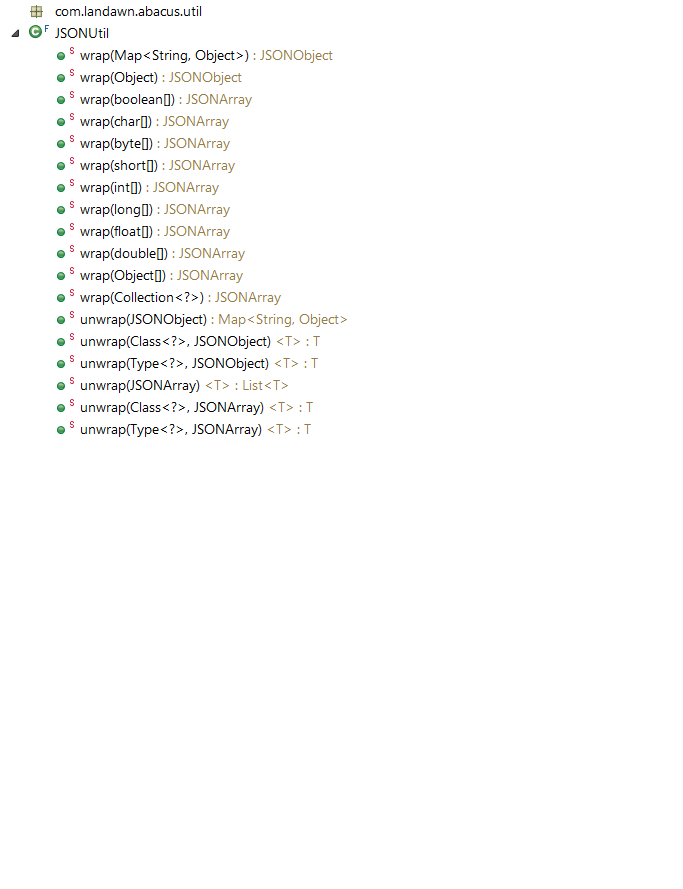 com.landawn.abacus.util
C F JSONUtil
S wrap(Map<String, Object>) : JSONObject
S wrap(Object) : JSONObject
S wrap(boolean[]) : JSONArray
S wrap(char[]) : JSONArray
S wrap(byte[]) : JSONArray
S wrap(short[]) : JSONArray
S wrap(int[]) : JSONArray
S wrap(long[]) : JSONArray
S wrap(float[]) : JSONArray
S wrap(double[]) : JSONArray
S wrap(Object[]) : JSONArray
S wrap(Collection<?>) : JSONArray
S unwrap(JSONObject) : Map<String, Object>
S unwrap(Class<?>, JSONObject) <T> : T
S unwrap(Type<?>, JSONObject) <T> : T
S unwrap(JSONArray) <T> : List<T>
S unwrap(Class<?>, JSONArray) <T> : T
S unwrap(Type<?>, JSONArray) <T> : T